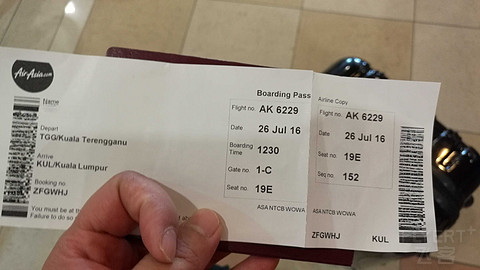 AirAsia.com
Name
Depart
TGG/Kuala Terengganu
Arrive
KUL/Kuala Lumpur
Booking no.
ZFGWHJ
You must be at the
Failure to do so
Boarding Pass
Flight no. AK 6229
Date 26 Jul 16
Boarding Time 1230
Gate no. 1-C
Seat no. 19E
ASA NTCB WOWA
Airline Copy
Flight no. AK 6229
Date 26 Jul 16
Seat no. 19E
Seq no. 152
ASA NTCB WOWA
ZFGWHJ KUL